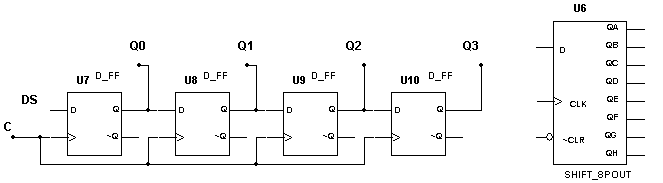 Q0 Q1 Q2 Q3
U7 D_FF U8 D_FF U9 D_FF U10 D_FF
DS
D Q D Q D Q D Q
C
~Q ~Q ~Q ~Q
U6
QA
D QB
QC
QD
CLK QE
QF
~CLR QG
QH
SHIFT_8POUT